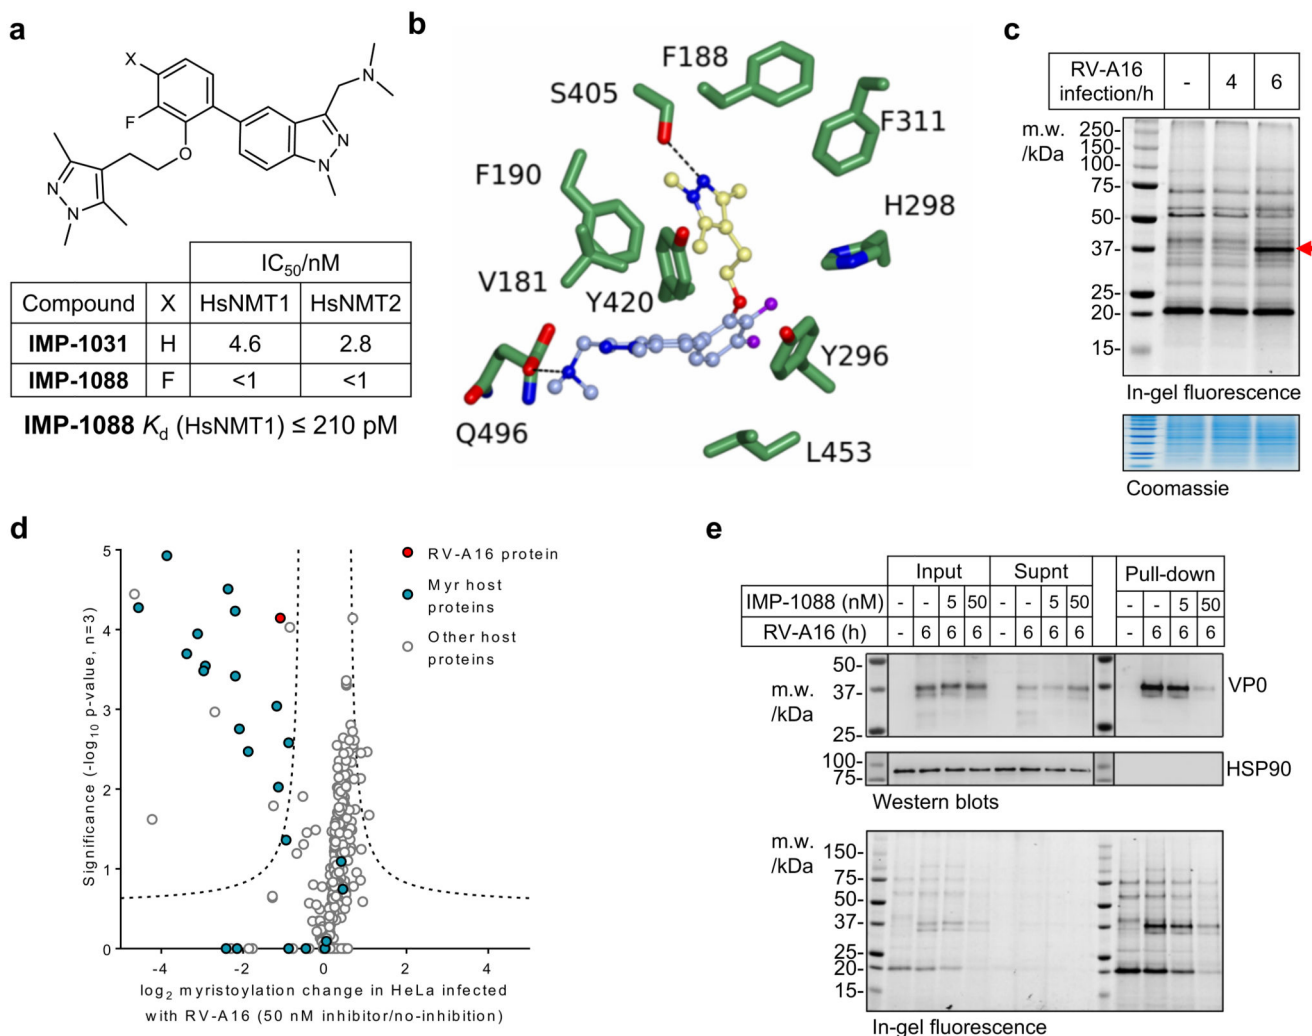 a
X
F
O
N
N
N
N
N
IC50/nM
Compound X HsNMT1 HsNMT2
IMP-1031 H 4.6 2.8
IMP-1088 F <1 <1
IMP-1088 Kd (HsNMT1) ≤ 210 pM
b
F188
S405
F311
F190
H298
V181
Y420
Y296
Q496
L453
c
RV-A16
infection/h
- 4 6
m.w.
/kDa
250-
150-
100-
75-
50-
37-
25-
20-
15-
In-gel fluorescence
Coomassie
d
RV-A16 protein
Myr host
proteins
Other host
proteins
Significance (-log10 p-value, n=3)
5
4
3
2
1
0
-4 -2 0 2 4
log2 myristoylation change in HeLa infected
with RV-A16 (50 nM inhibitor/no-inhibition)
e
Input Supnt Pull-down
IMP-1088 (nM) - - 5 50 - - 5 50 - - 5 50
RV-A16 (h) - 6 6 6 - 6 6 6 - 6 6 6
m.w.
/kDa
50-
37-
25-
VP0
100-
75-
HSP90
Western blots
m.w.
/kDa
150-
75-
50-
37-
25-
20-
15-
In-gel fluorescence